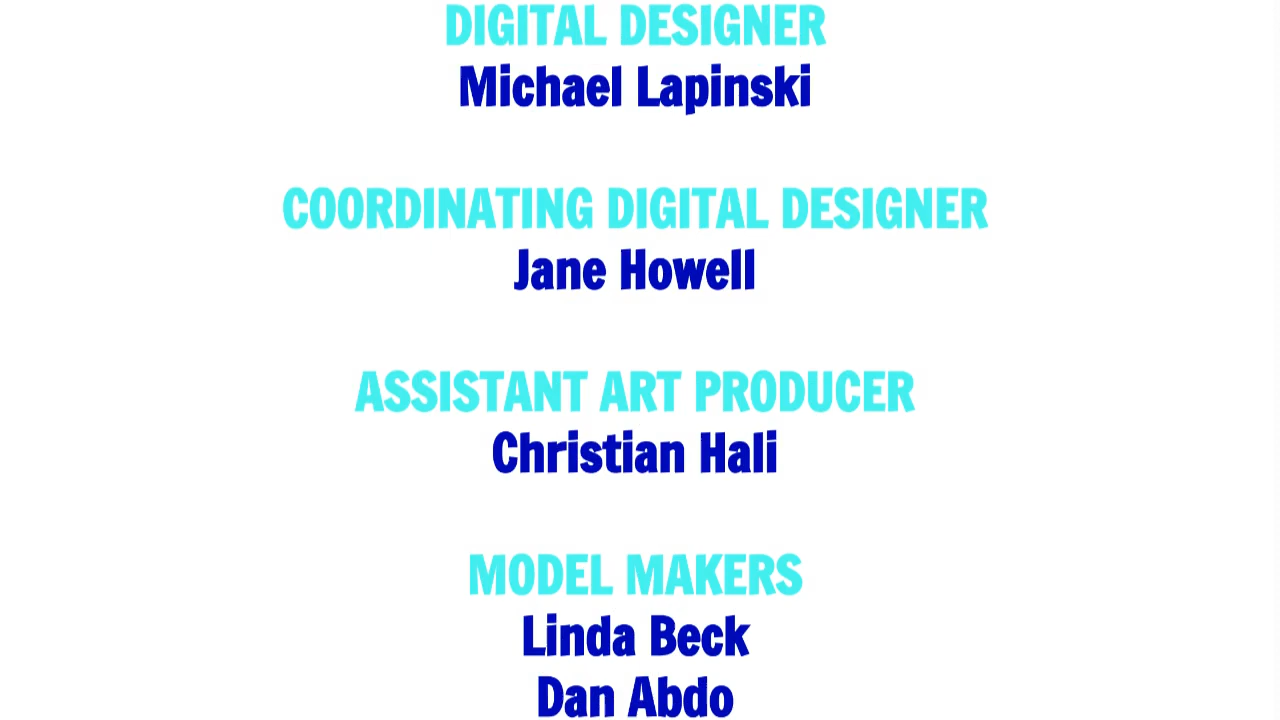 DIGITAL DESIGNER
Michael Lapinski
COORDINATING DIGITAL DESIGNER
Jane Howell
ASSISTANT ART PRODUCER
Christian Hali
MODEL MAKERS
Linda Beck
Dan Abdo